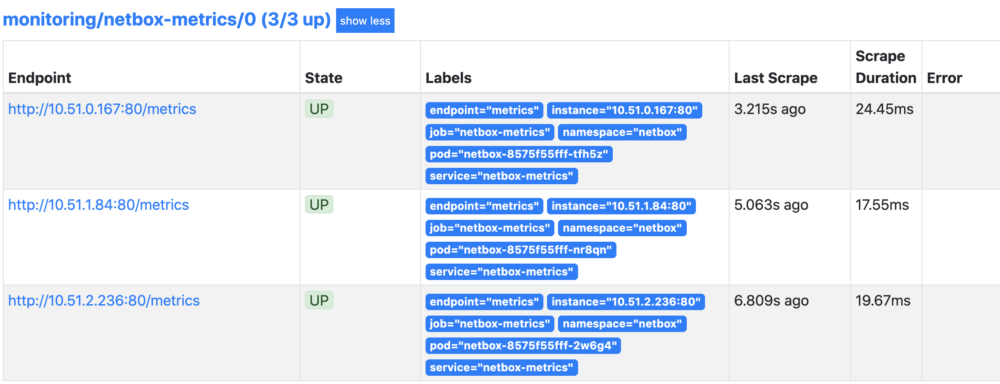 monitoring/netbox-metrics/0 (3/3 up) show less
Endpoint State Labels Last Scrape Scrape Duration Error
http://10.51.0.167:80/metrics UP endpoint="metrics" instance="10.51.0.167:80" 3.215s ago 24.45ms
job="netbox-metrics" namespace="netbox"
pod="netbox-8575f55fff-tfh5z"
service="netbox-metrics"
http://10.51.1.84:80/metrics UP endpoint="metrics" instance="10.51.1.84:80" 5.063s ago 17.55ms
job="netbox-metrics" namespace="netbox"
pod="netbox-8575f55fff-nr8qn"
service="netbox-metrics"
http://10.51.2.236:80/metrics UP endpoint="metrics" instance="10.51.2.236:80" 6.809s ago 19.67ms
job="netbox-metrics" namespace="netbox"
pod="netbox-8575f55fff-2w6g4"
service="netbox-metrics"